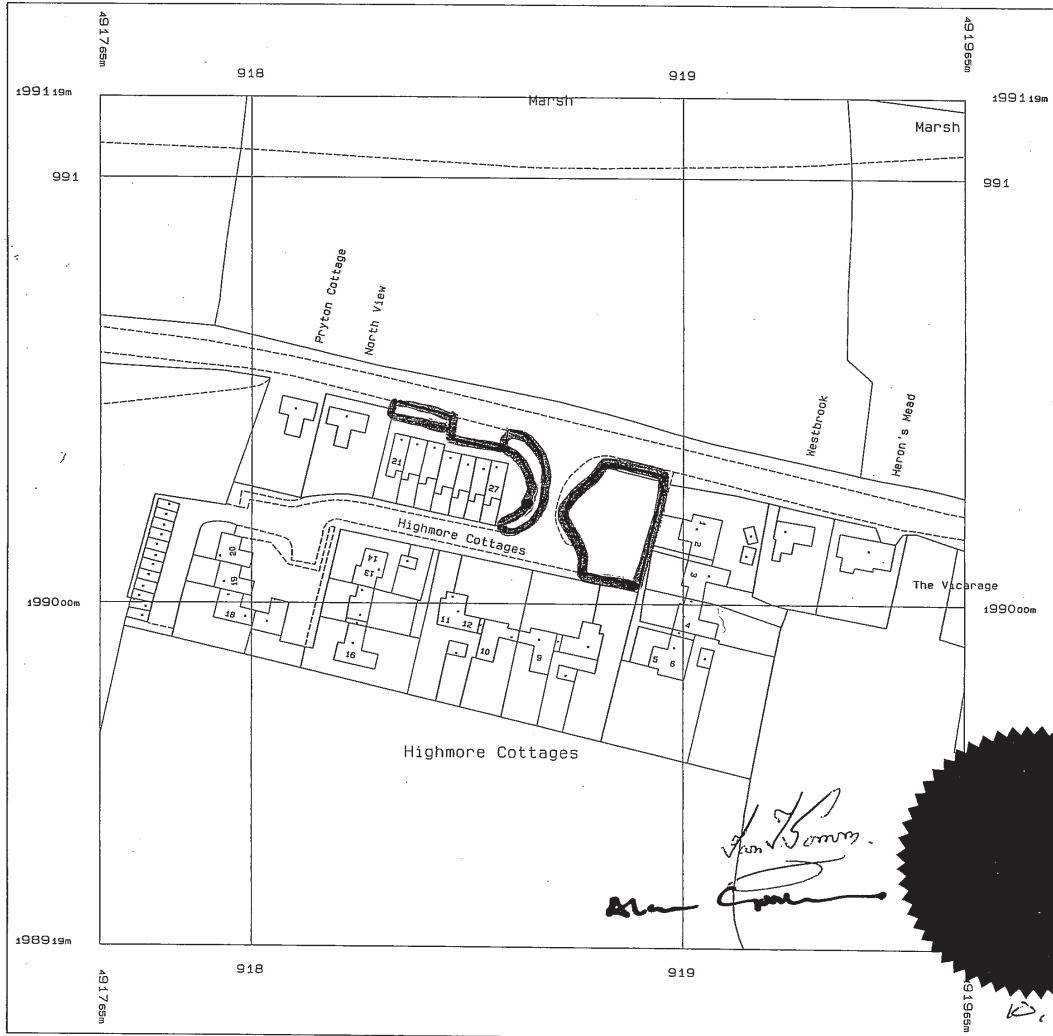 491765m
491965m
918
919
199119m
Marsh
199119m
Marsh
991
991
Pryton Cottage
North View
Westbrook
Heron's Mead
21
27
Highmore Cottages
1
2
3
20
14
13
19
The Vicarage
199000m
199000m
18
11
12
4
16
10
9
5
6
Highmore Cottages
198919m
918
919
491765m
491965m